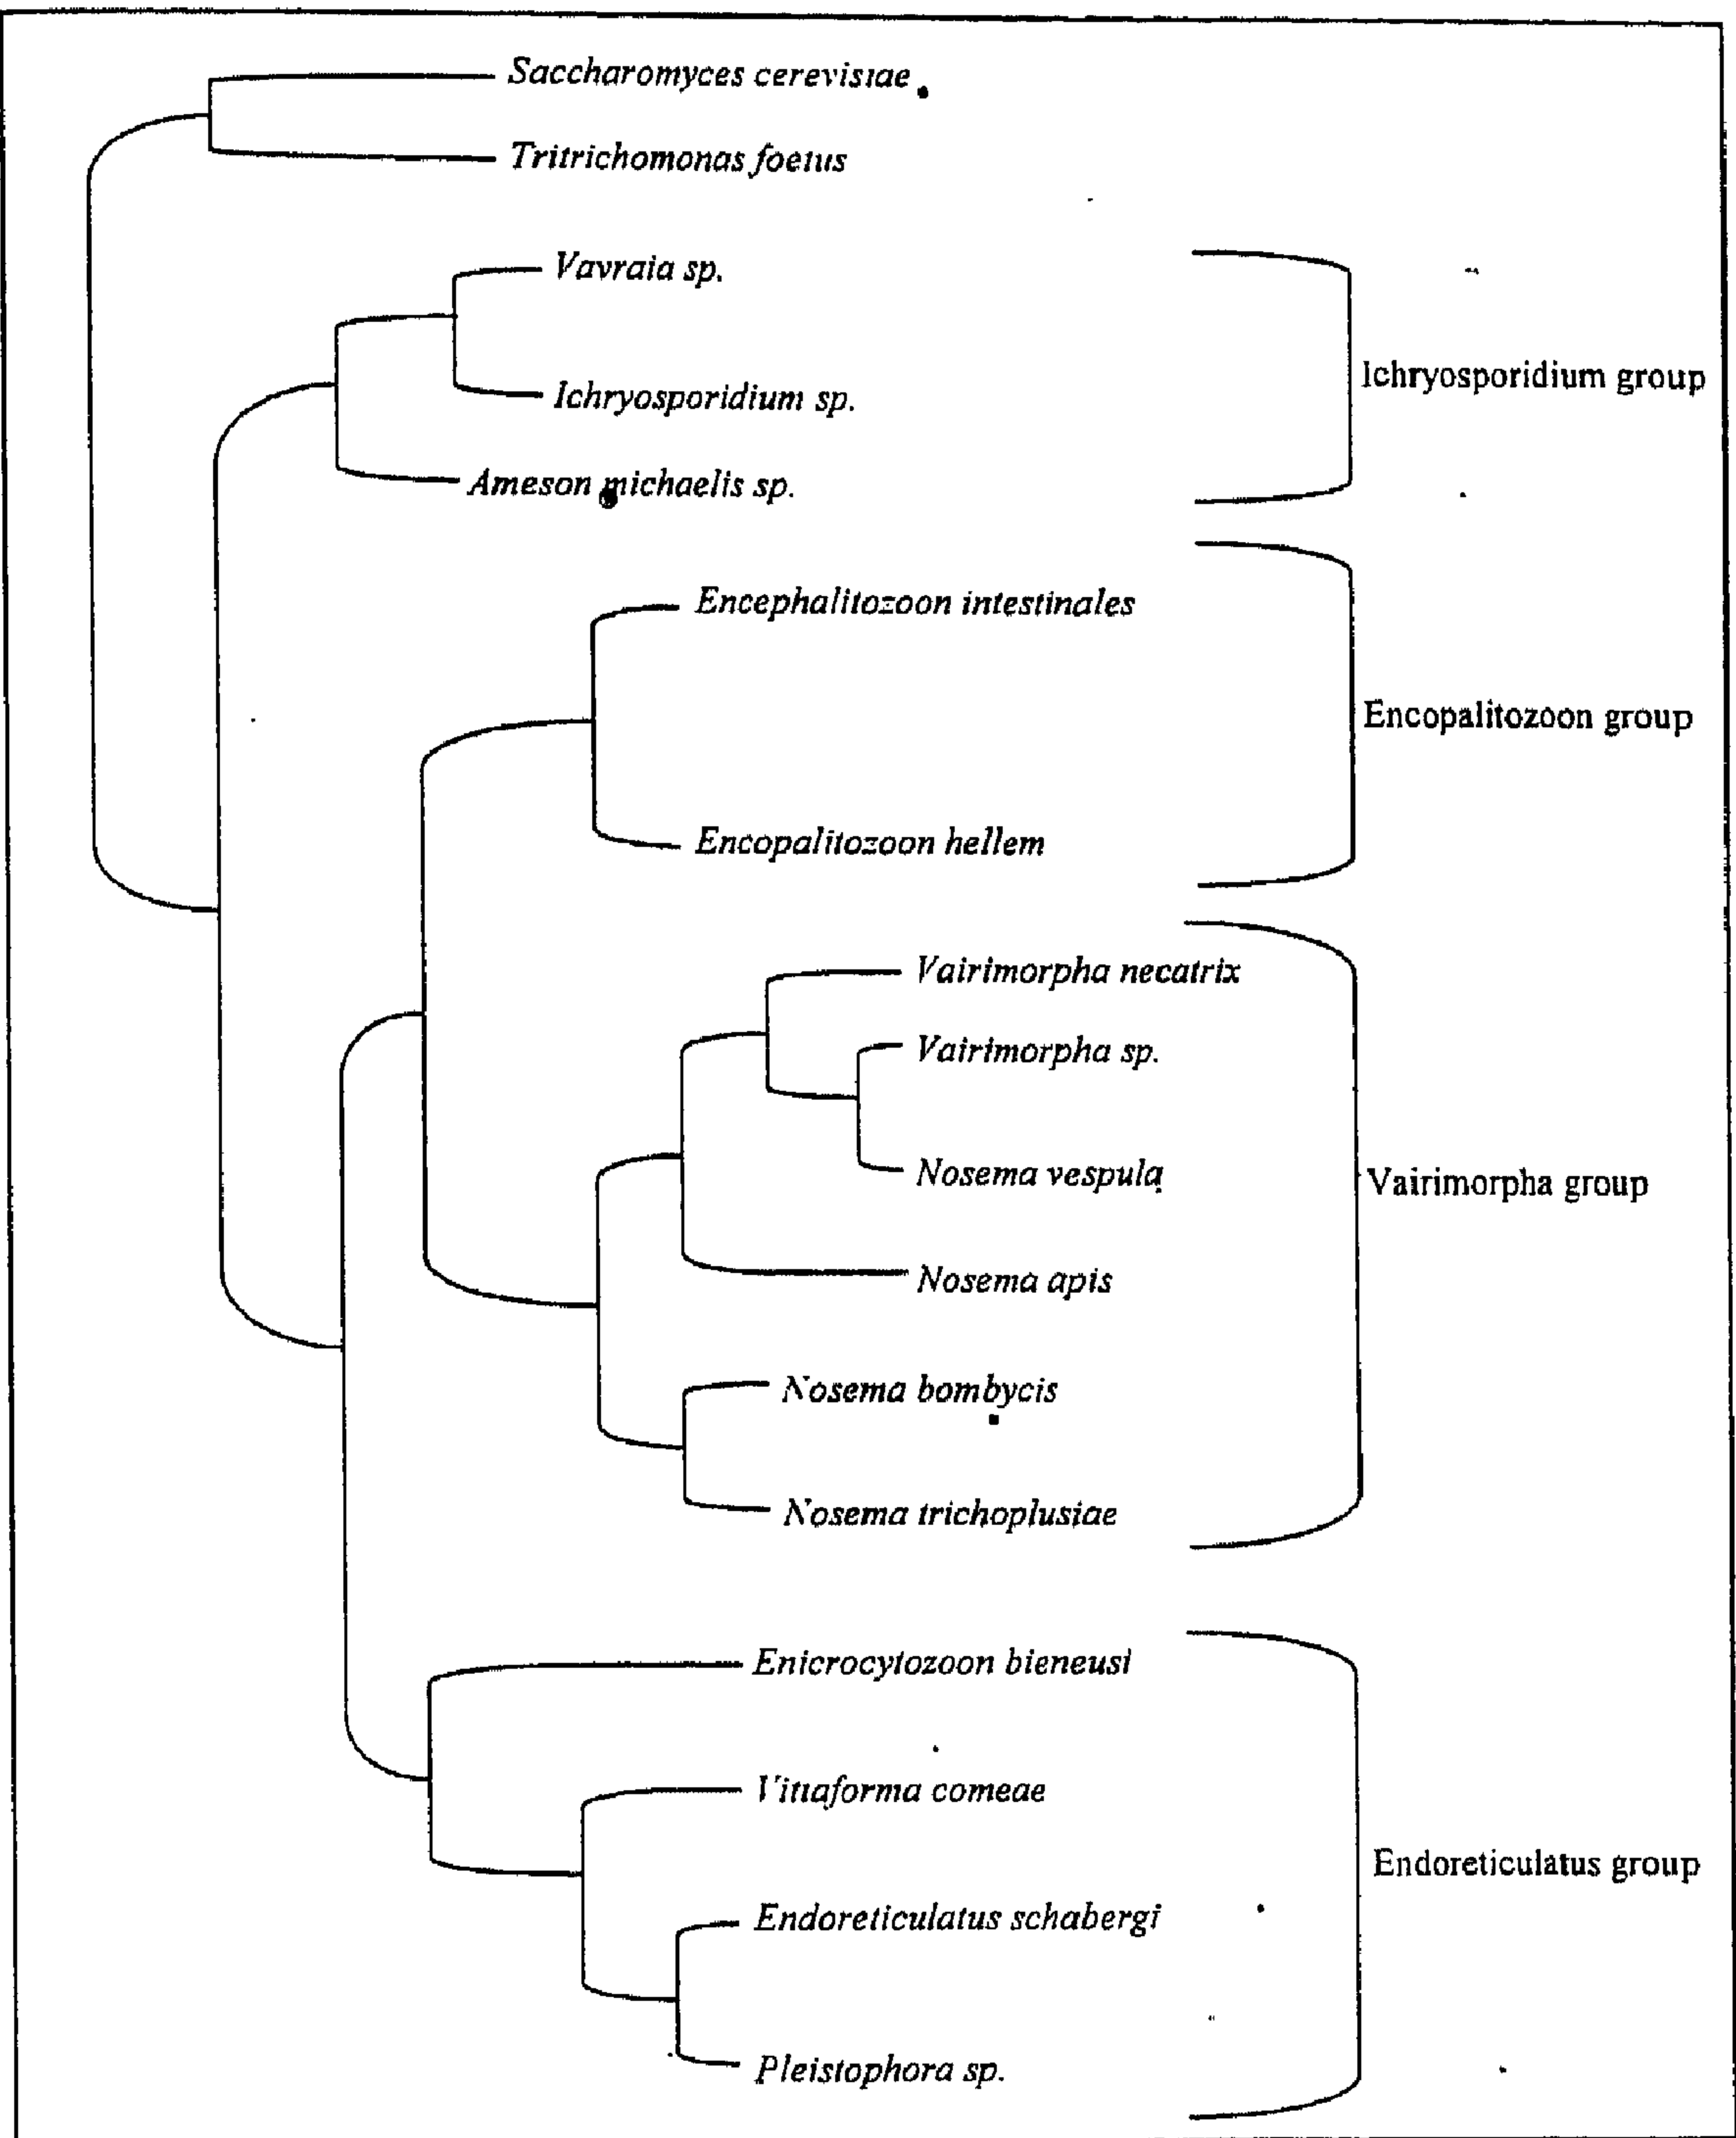 Saccharomyces cerevisiae
Tritrichomonas foetus
Vavraia sp.
Ichryosporidium sp.
Ichryosporidium group
Ameson michaelis sp.
Encephalitozoon intestinales
Encopalitozoon group
Encopalitozoon hellem
Vairimorpha necatrix
Vairimorpha sp.
Nosema vespula
Vairimorpha group
Nosema apis
Nosema bombycis
Nosema trichoplusiae
Enicrocytozoon bieneusi
Vittaforma comeae
Endoreticulatus group
Endoreticulatus schabergi
Pleistophora sp.